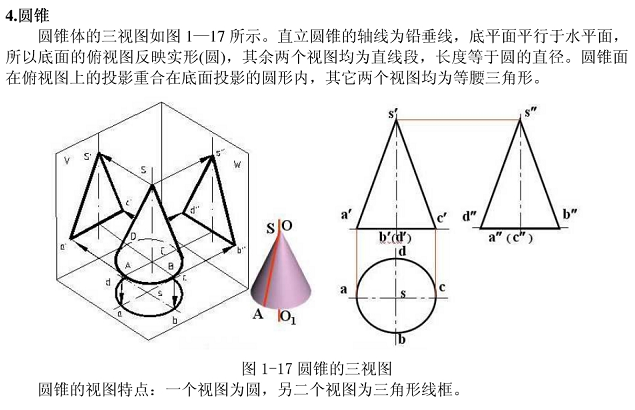 4.圆锥
圆锥体的三视图如图 1—17 所示。直立圆锥的轴线为铅垂线，底平面平行于水平面，
所以底面的俯视图反映实形(圆)，其余两个视图均为直线段，长度等于圆的直径。圆锥面
在俯视图上的投影重合在底面投影的圆形内，其它两个视图均为等腰三角形。
s′ s″
V S′ S s″ W
c′ d″
S O
a′ c′ d″ b″
b′(d′) a″(c″)
a′ D C b″
A B
d c
d
a s c
s
a b
A O₁
b
图 1-17 圆锥的三视图
圆锥的视图特点：一个视图为圆，另二个视图为三角形线框。